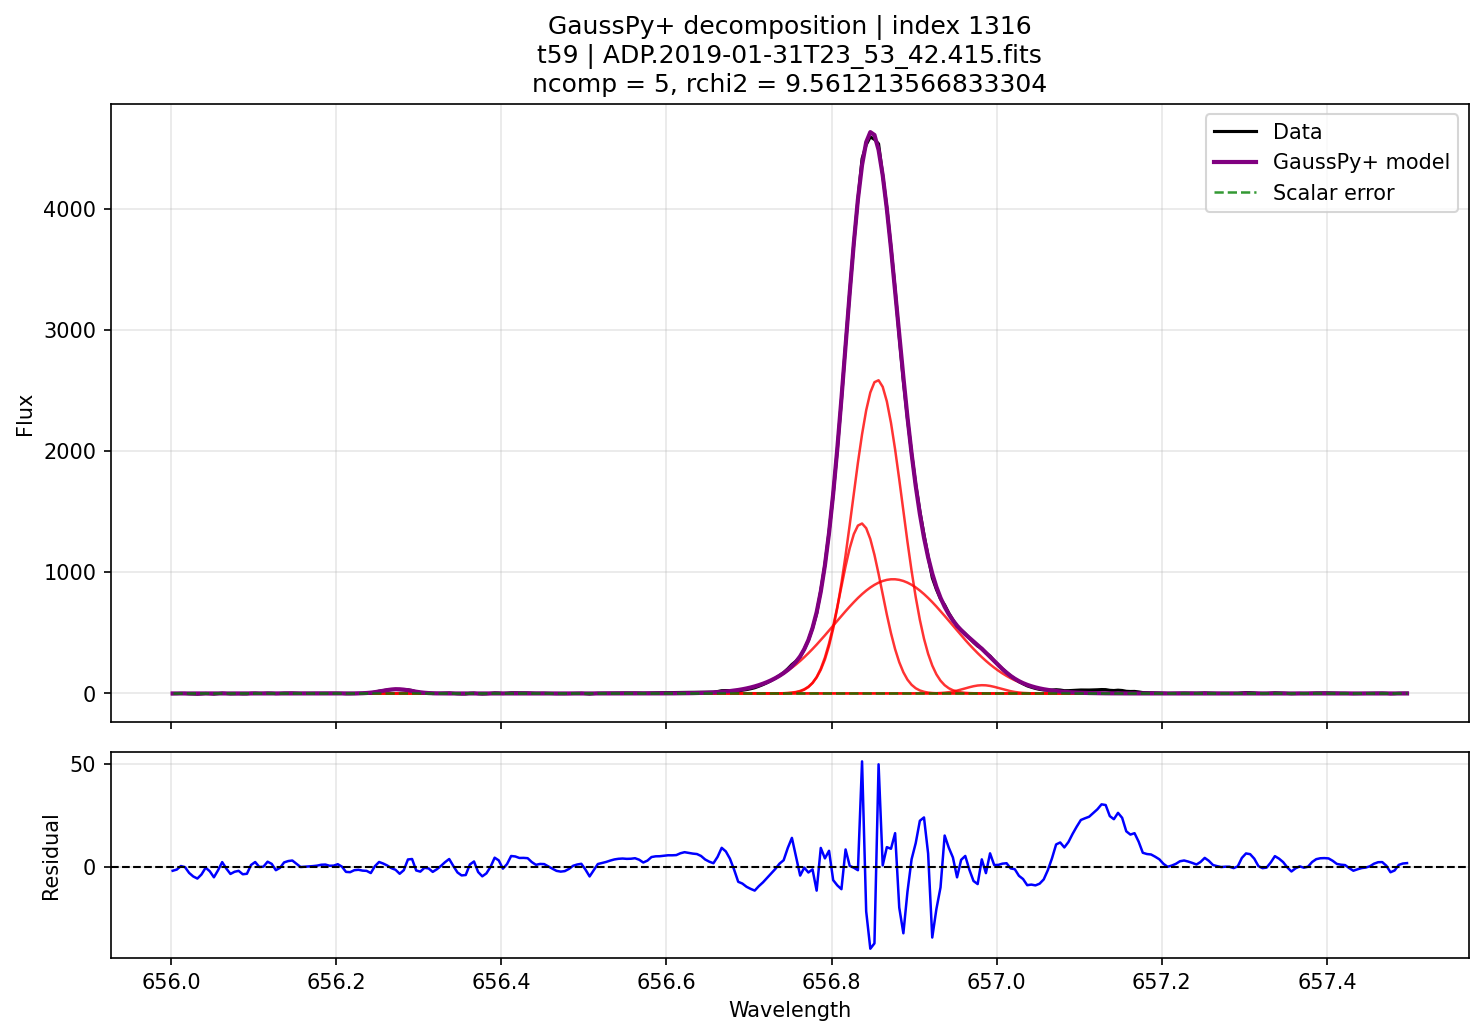 GaussPy+ decomposition | index 1316
t59 | ADP.2019-01-31T23_53_42.415.fits
ncomp = 5, rchi2 = 9.561213566833304
Data
GaussPy+ model
Scalar error
Flux
4000
3000
2000
1000
0
Residual
50
0
656.0 656.2 656.4 656.6 656.8 657.0 657.2 657.4
Wavelength